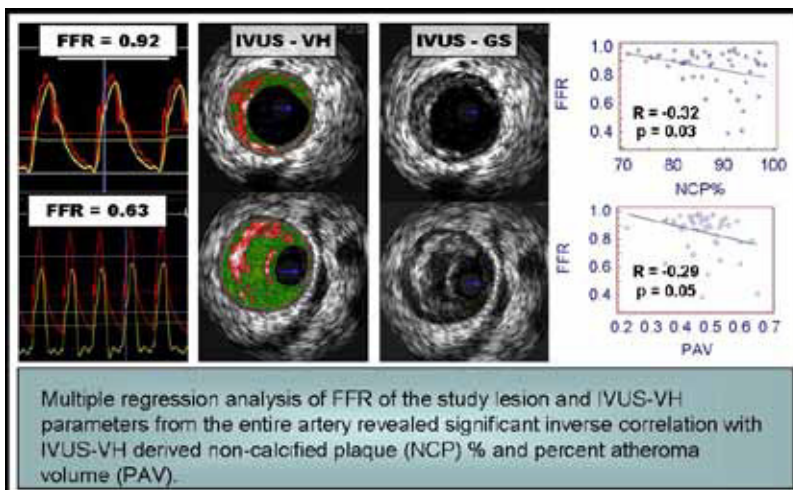 FFR = 0.92
IVUS - VH
IVUS - GS
FFR = 0.63
FFR
1.0
0.8
0.6
0.4
R = -0.32
p = 0.03
70 80 90 100
NCP%
FFR
1.0
0.8
0.6
0.4
R = -0.29
p = 0.05
0.2 0.3 0.4 0.5 0.6 0.7
PAV
Multiple regression analysis of FFR of the study lesion and IVUS-VH
parameters from the entire artery revealed significant inverse correlation with
IVUS-VH derived non-calcified plaque (NCP) % and percent atheroma
volume (PAV).